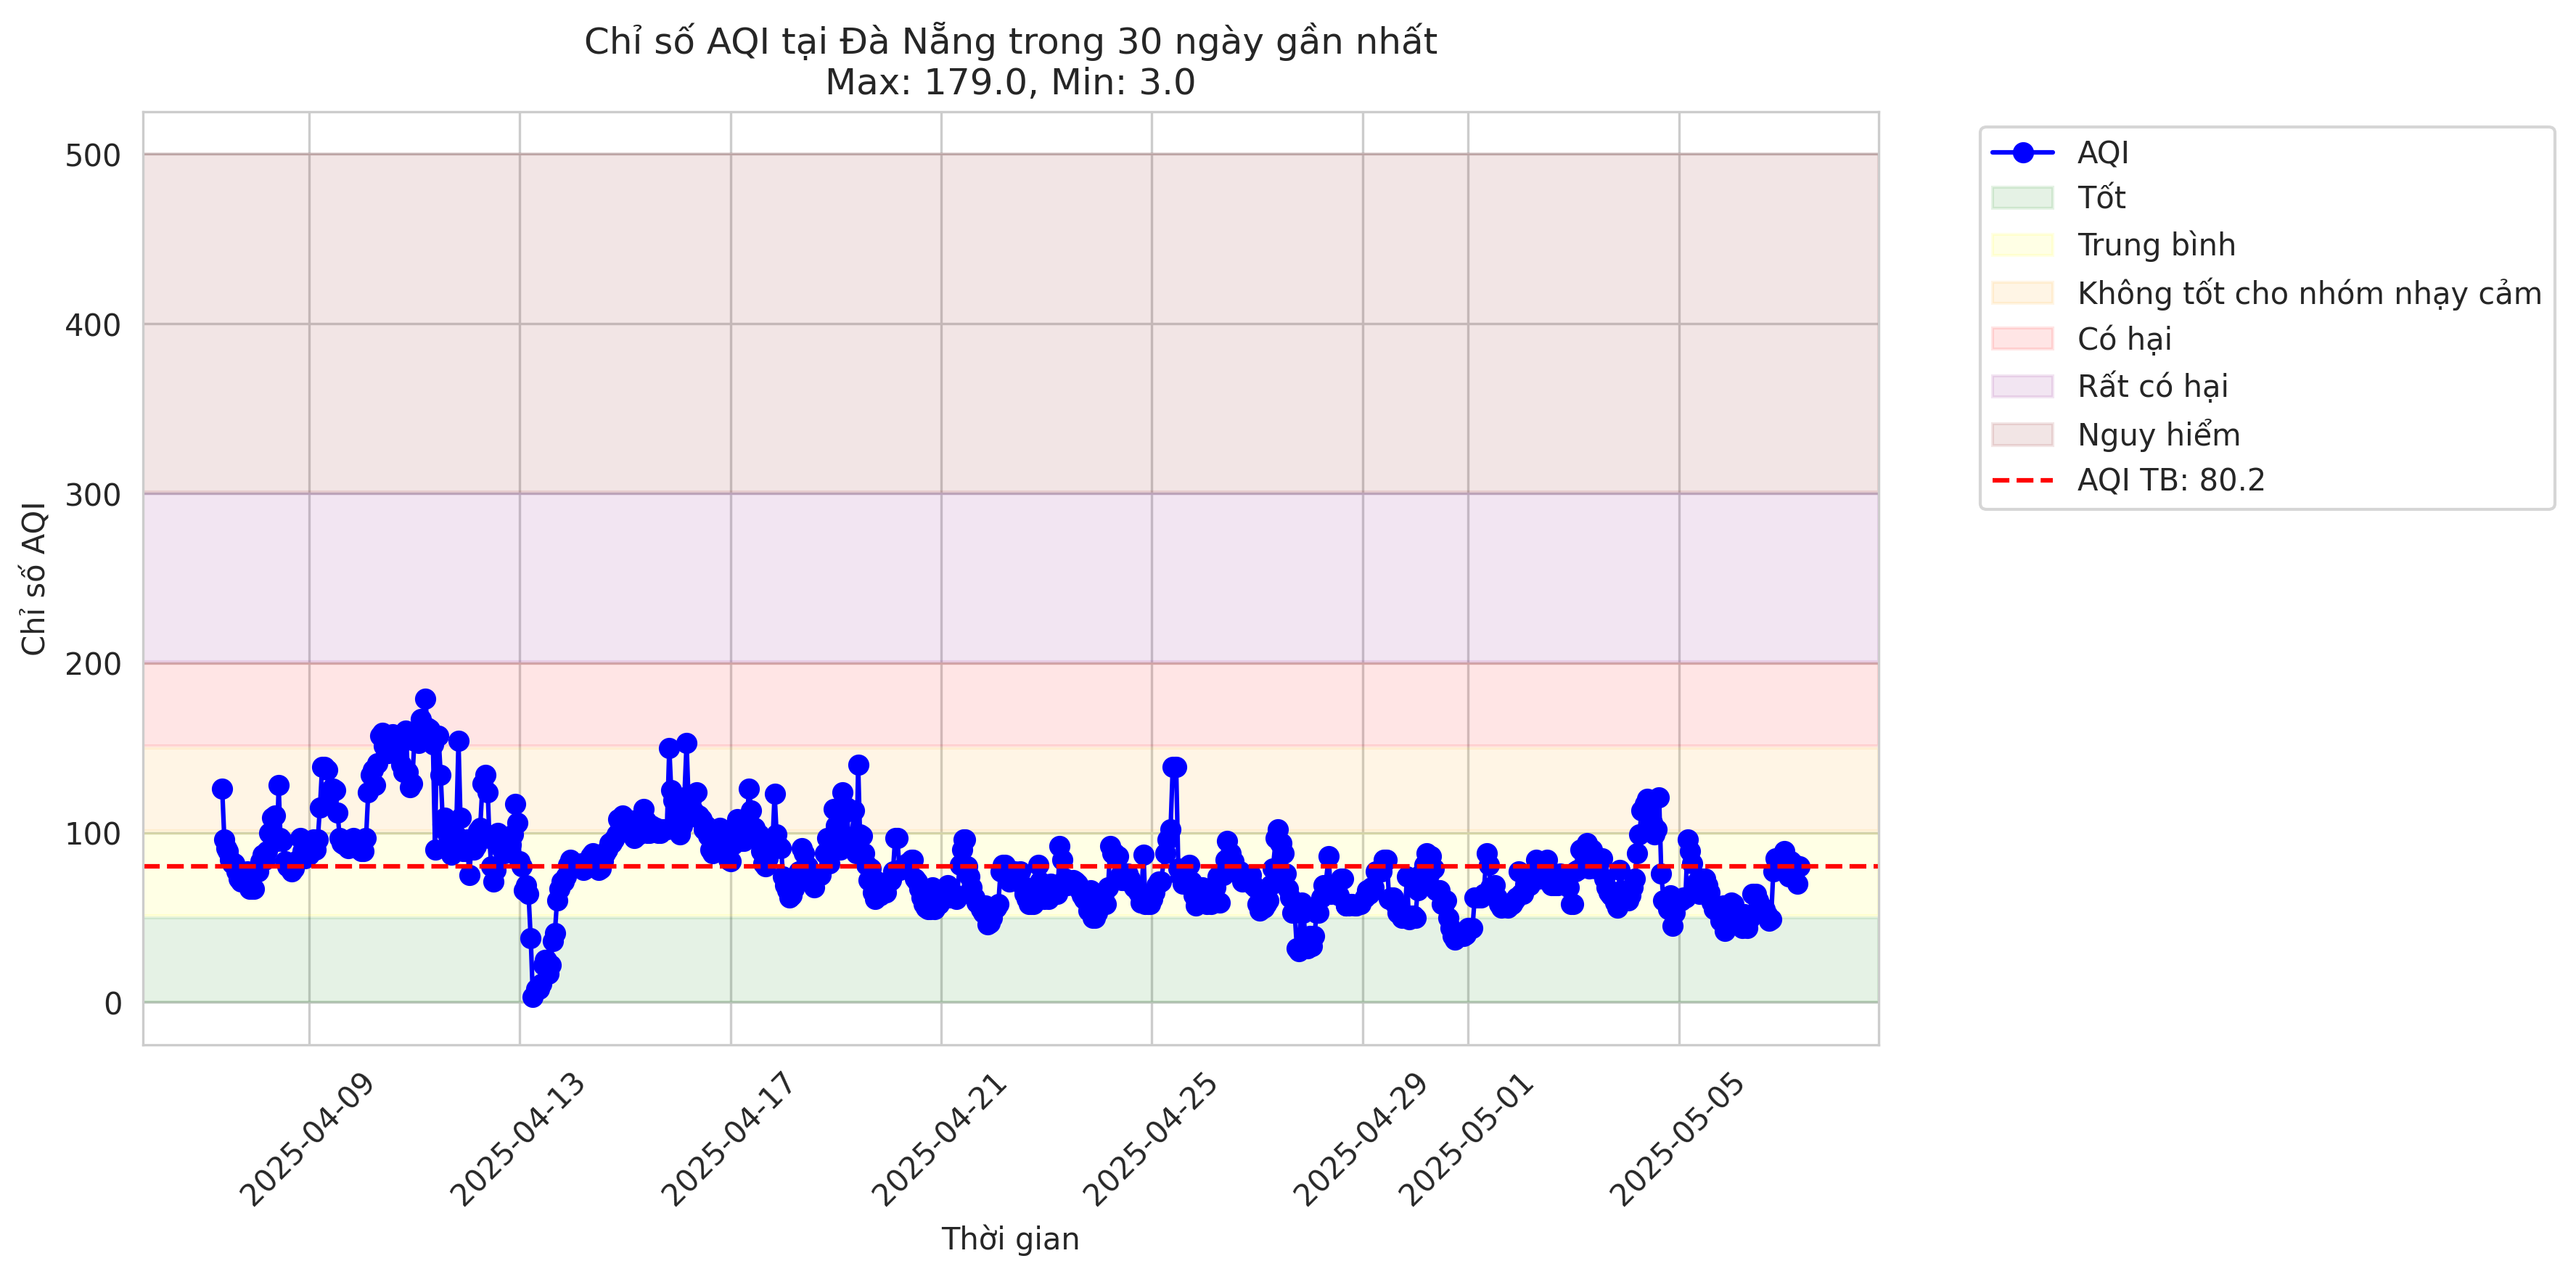 Chỉ số AQI tại Đà Nẵng trong 30 ngày gần nhất
Max: 179.0, Min: 3.0
Chỉ số AQI
500
400
300
200
100
0
2025-04-09
2025-04-13
2025-04-17
2025-04-21
2025-04-25
2025-04-29
2025-05-01
2025-05-05
Thời gian
AQI
Tốt
Trung bình
Không tốt cho nhóm nhạy cảm
Có hại
Rất có hại
Nguy hiểm
AQI TB: 80.2